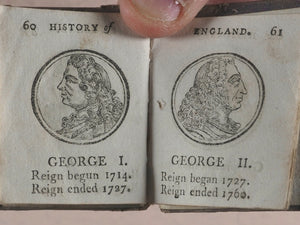 60 HISTORY of
GEORGE I.
Reign begun 1714.
Reign ended 1727.
ENGLAND. 61
GEORGE II.
Reign began 1727.
Reign ended 1760.